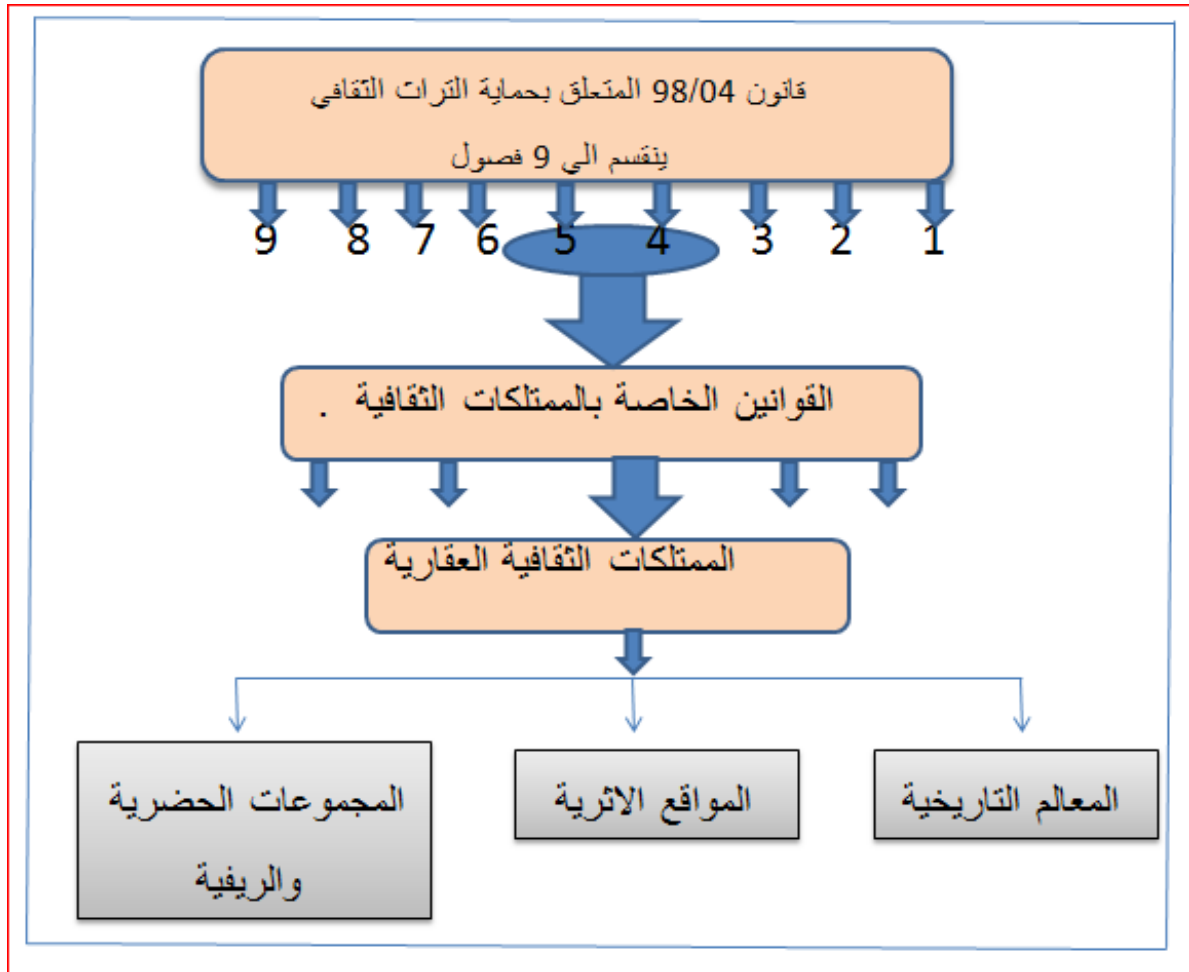 قانون 98/04 المتعلق بحماية التراث الثقافي
ينقسم الي 9 فصول
1 2 3 4 5 6 7 8 9
القوانين الخاصة بالممتلكات الثقافية .
الممتلكات الثقافية العقارية
المعالم التاريخية
المواقع الاثرية
المجموعات الحضرية
والريفية